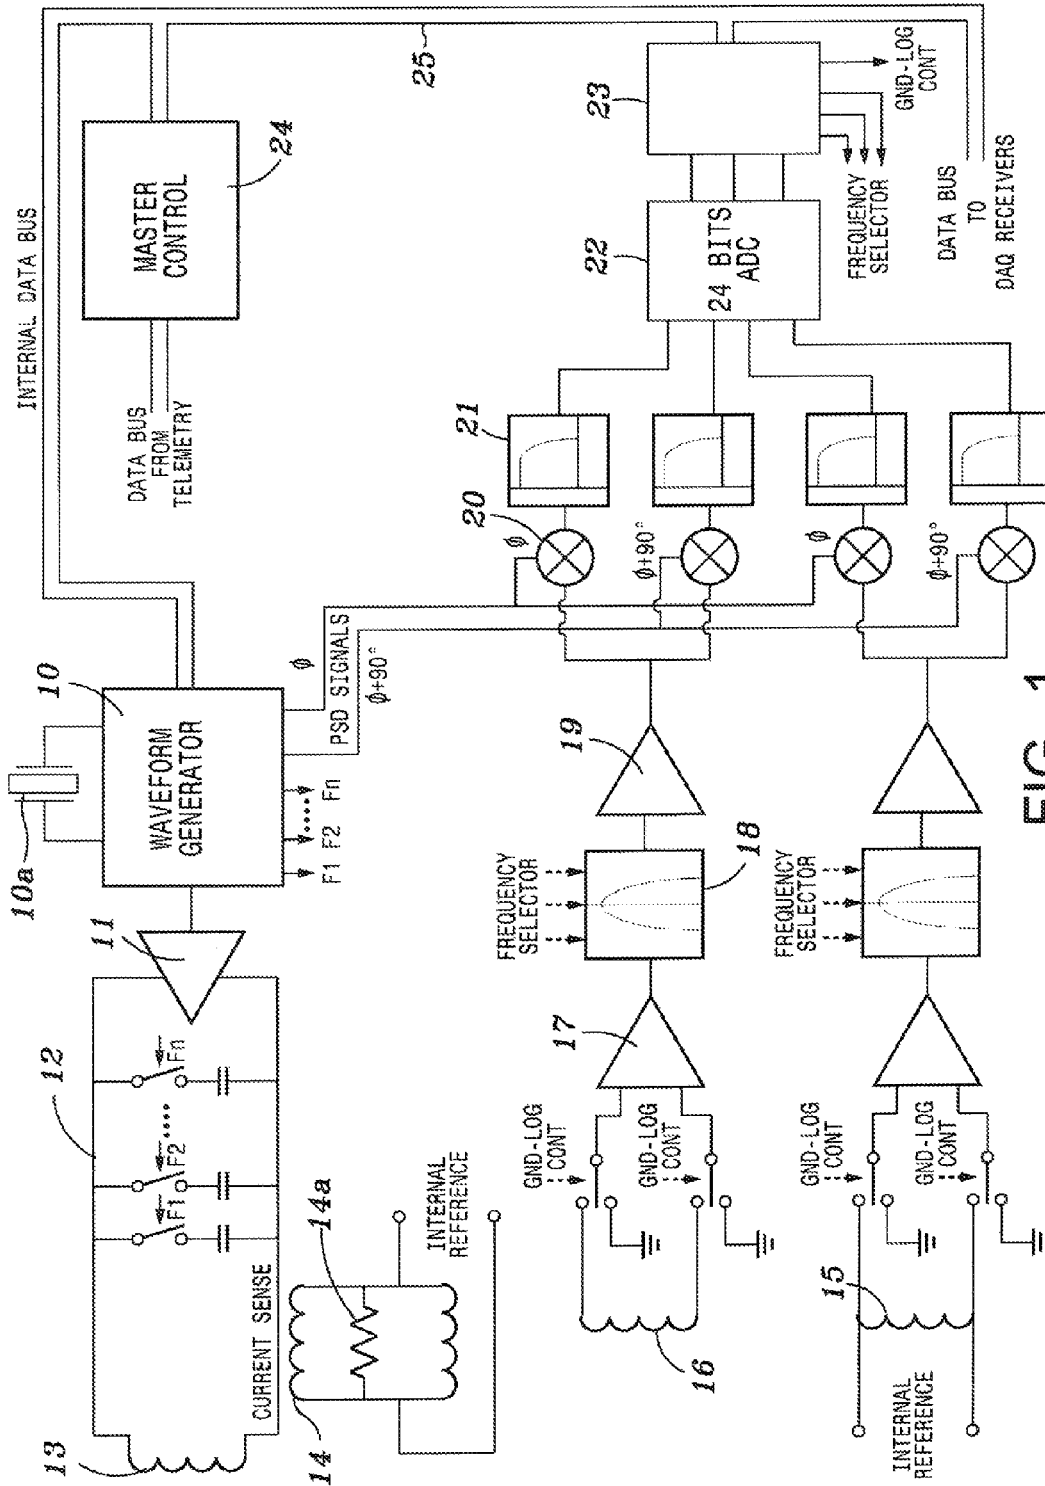 INTERNAL DATA BUS
10a
10
WAVEFORM
GENERATOR
11
12
13
F1
F2
....
Fn
CURRENT SENSE
F1 F2 .... Fn
ϕ
PSD SIGNALS
ϕ+90°
DATA BUS
FROM
TELEMETRY
MASTER
CONTROL
24
25
14
14a
INTERNAL
REFERENCE
16
GND-LOG
CONT
GND-LOG
CONT
17
FREQUENCY
SELECTOR
18
19
ϕ
20
21
ϕ+90°
22
24 BITS
ADC
23
GND-LOG
CONT
FREQUENCY
SELECTOR
DATA BUS
TO
DAQ RECEIVERS
INTERNAL
REFERENCE
15
GND-LOG
CONT
GND-LOG
CONT
FREQUENCY
SELECTOR
ϕ
ϕ+90°
FIG. 1